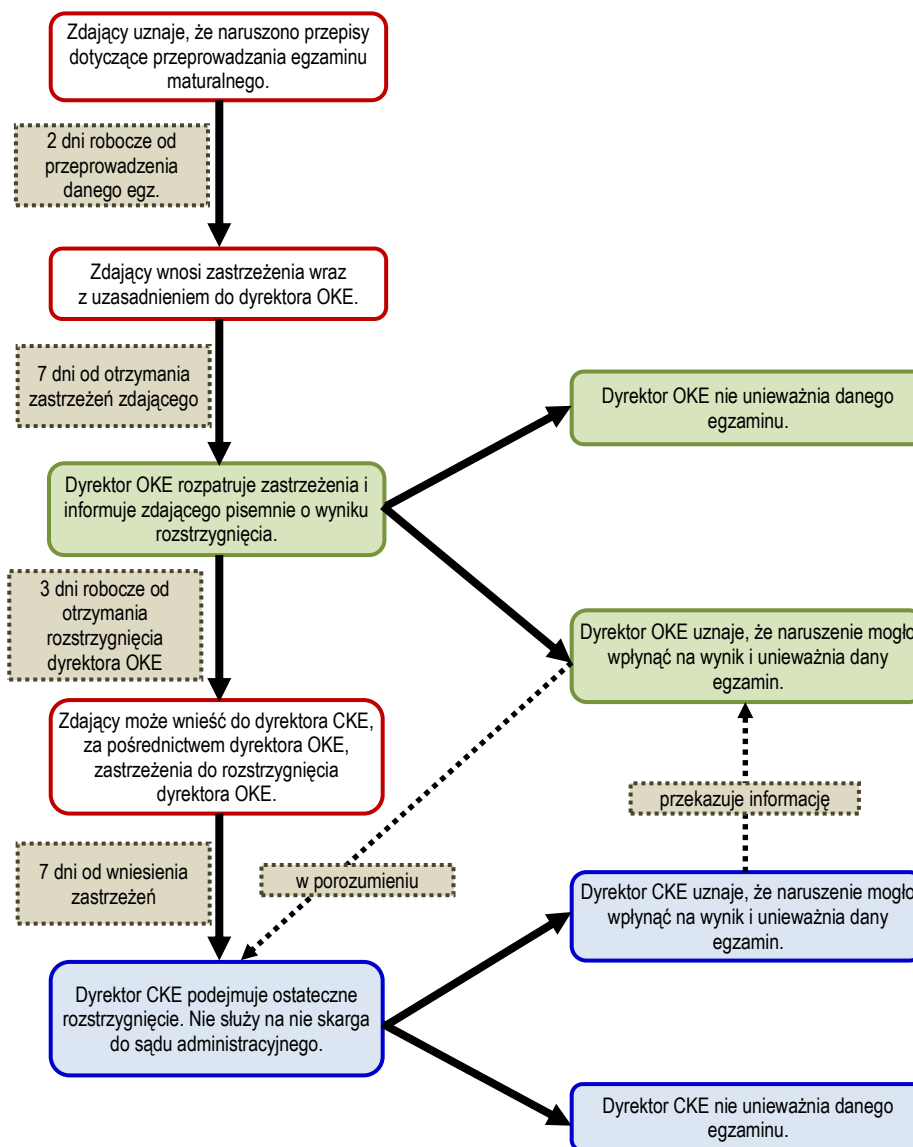 Zdający uznaje, że naruszono przepisy
dotyczące przeprowadzania egzaminu
maturalnego.
2 dni robocze od
przeprowadzenia
danego egz.
Zdający wnosi zastrzeżenia wraz
z uzasadnieniem do dyrektora OKE.
7 dni od otrzymania
zastrzeżeń zdającego
Dyrektor OKE nie unieważnia danego
egzaminu.
Dyrektor OKE rozpatruje zastrzeżenia i
informuje zdającego pisemnie o wyniku
rozstrzygnięcia.
3 dni robocze od
otrzymania
rozstrzygnięcia
dyrektora OKE
Dyrektor OKE uznaje, że naruszenie mogło
wpłynąć na wynik i unieważnia dany
egzamin.
Zdający może wnieść do dyrektora CKE,
za pośrednictwem dyrektora OKE,
zastrzeżenia do rozstrzygnięcia
dyrektora OKE.
przekazuje informację
7 dni od wniesienia
zastrzeżeń
w porozumieniu
Dyrektor CKE uznaje, że naruszenie mogło
wpłynąć na wynik i unieważnia dany
egzamin.
Dyrektor CKE podejmuje ostateczne
rozstrzygnięcie. Nie służy na nie skarga
do sądu administracyjnego.
Dyrektor CKE nie unieważnia danego
egzaminu.